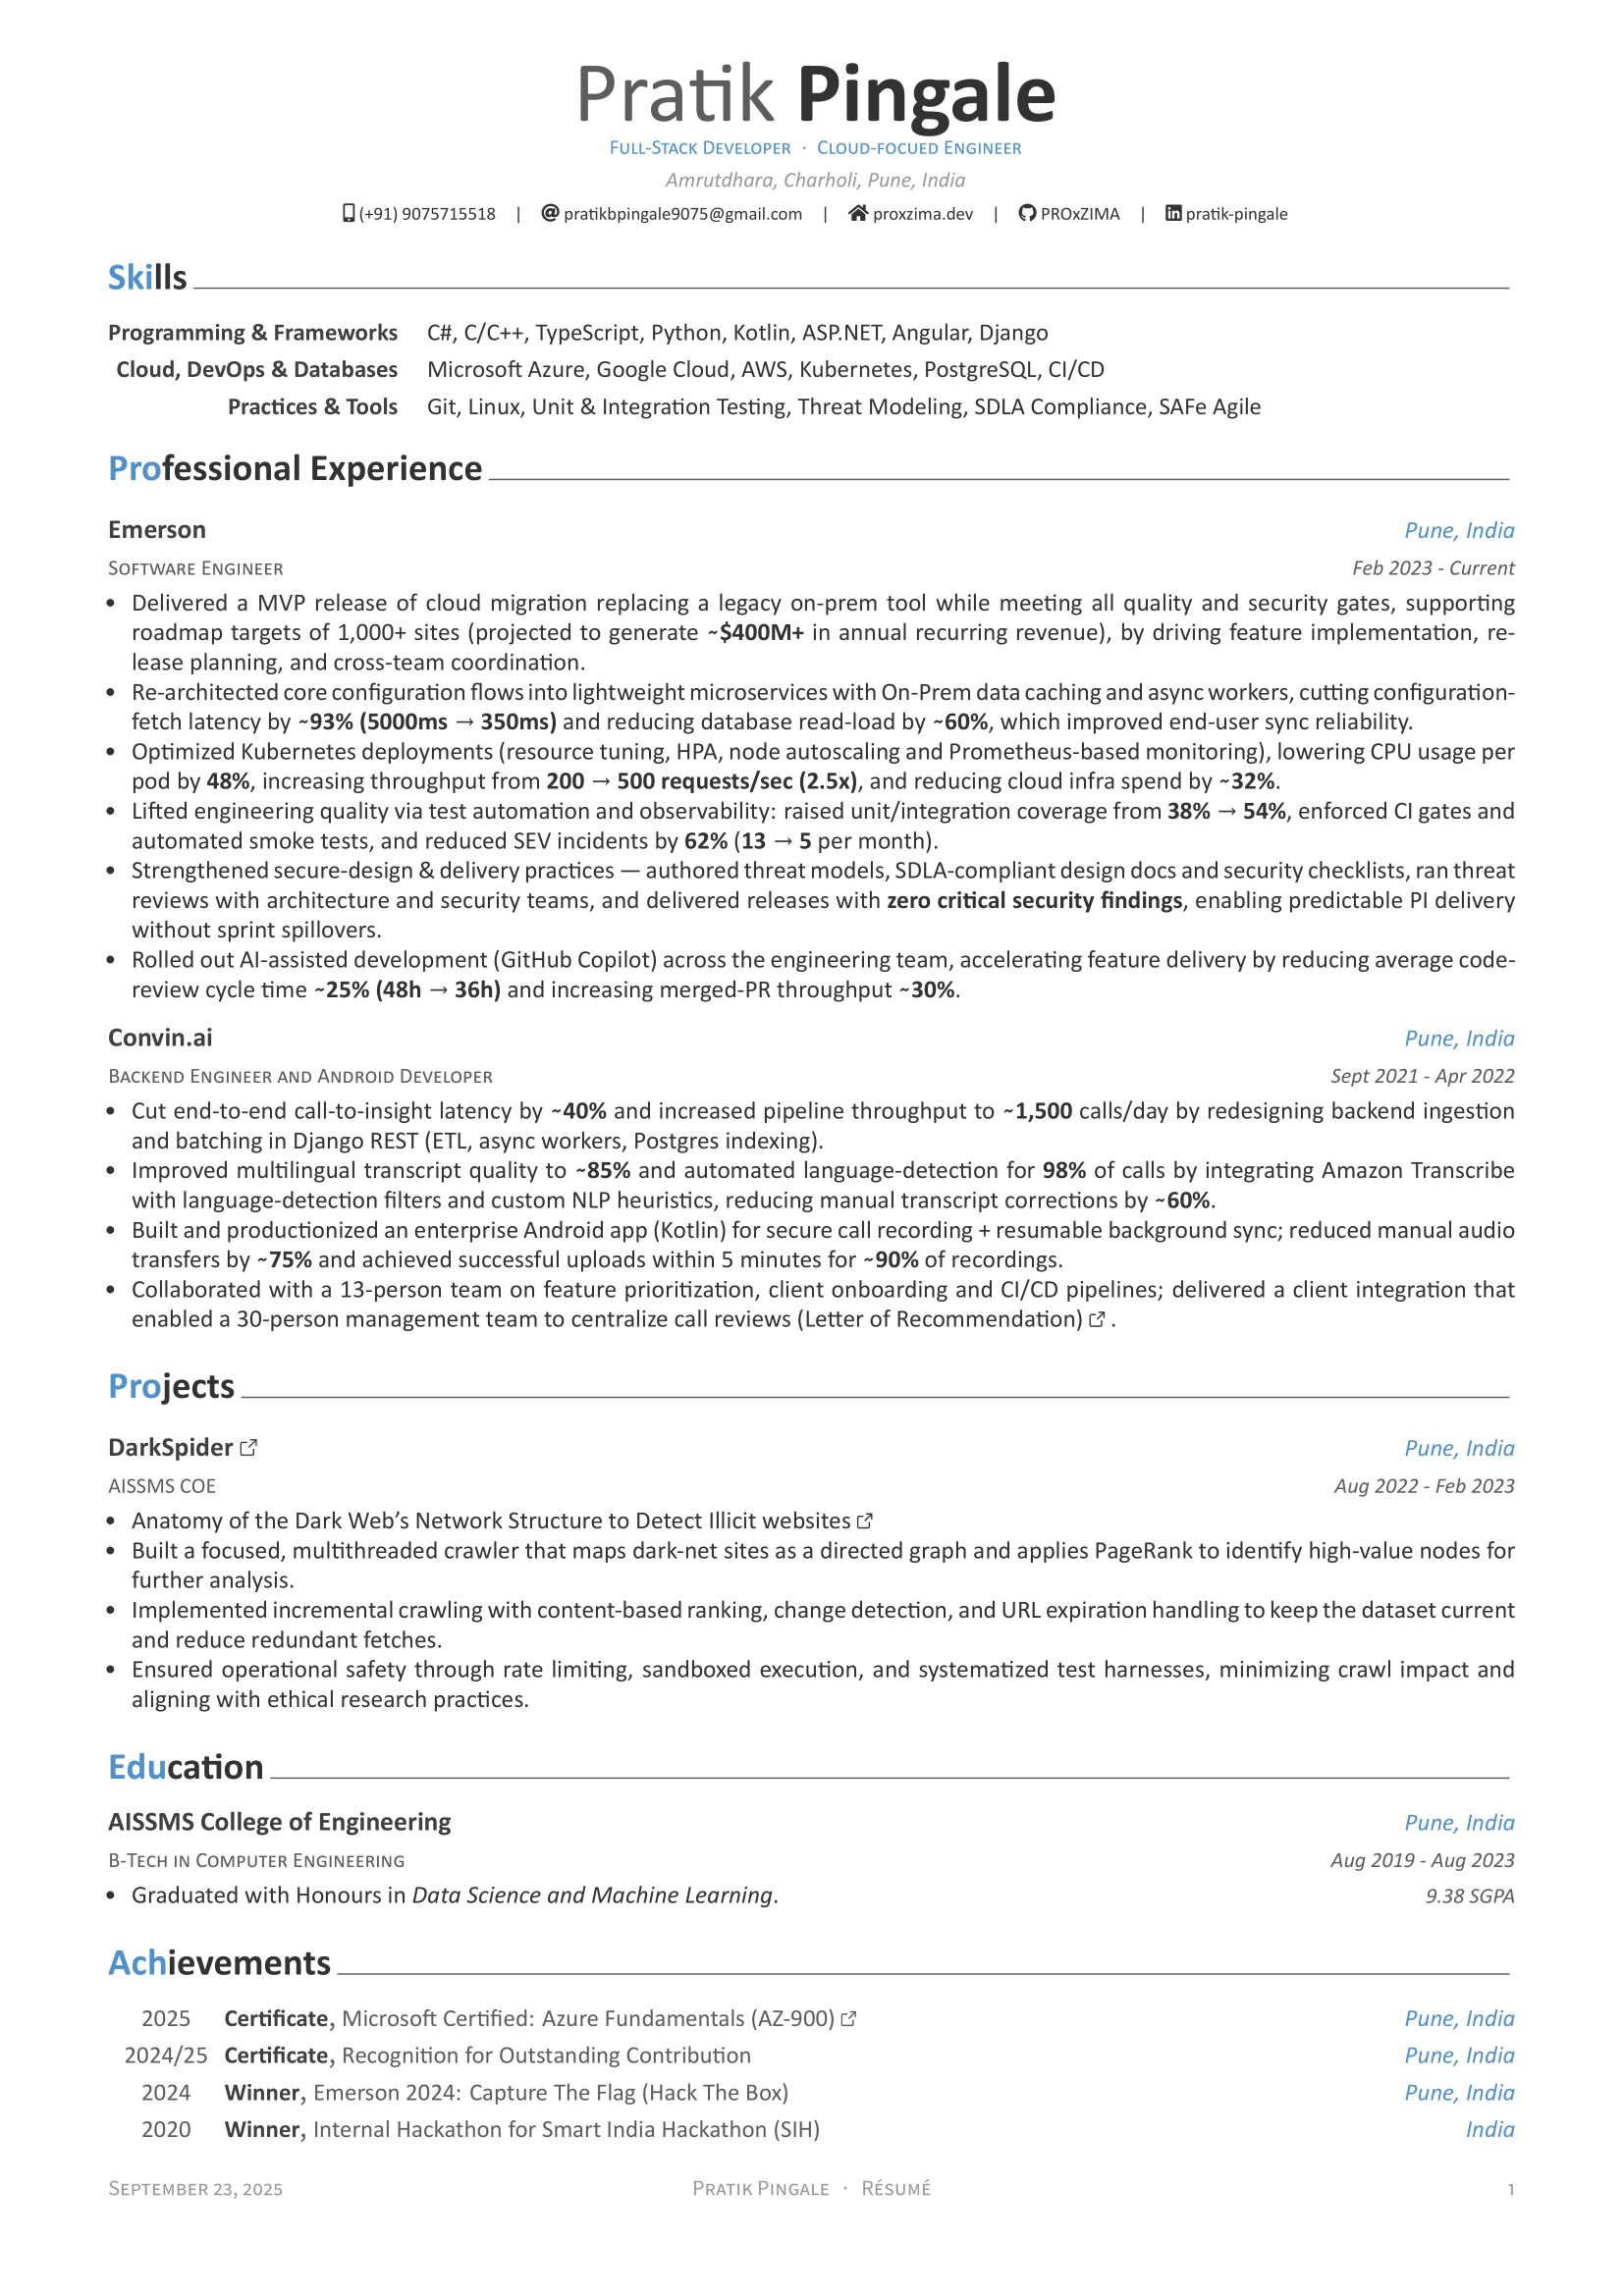 Pratik Pingale
Full-Stack Developer · Cloud-focued Engineer
Amrutdhara, Charholi, Pune, India
(+91) 9075715518 | pratikbpingale9075@gmail.com | proxzima.dev | PROxZIMA | pratik-pingale
Skills
Programming & Frameworks C#, C/C++, TypeScript, Python, Kotlin, ASP.NET, Angular, Django
Cloud, DevOps & Databases Microsoft Azure, Google Cloud, AWS, Kubernetes, PostgreSQL, CI/CD
Practices & Tools Git, Linux, Unit & Integration Testing, Threat Modeling, SDLA Compliance, SAFe Agile
Professional Experience
Emerson Pune, India
Software Engineer Feb 2023 - Current
• Delivered a MVP release of cloud migration replacing a legacy on-prem tool while meeting all quality and security gates, supporting
roadmap targets of 1,000+ sites (projected to generate ~$400M+ in annual recurring revenue), by driving feature implementation, re-
lease planning, and cross-team coordination.
• Re-architected core configuration flows into lightweight microservices with On-Prem data caching and async workers, cutting configuration-
fetch latency by ~93% (5000ms → 350ms) and reducing database read-load by ~60%, which improved end-user sync reliability.
• Optimized Kubernetes deployments (resource tuning, HPA, node autoscaling and Prometheus-based monitoring), lowering CPU usage per
pod by 48%, increasing throughput from 200 → 500 requests/sec (2.5x), and reducing cloud infra spend by ~32%.
• Lifted engineering quality via test automation and observability: raised unit/integration coverage from 38% → 54%, enforced CI gates and
automated smoke tests, and reduced SEV incidents by 62% (13 → 5 per month).
• Strengthened secure-design & delivery practices — authored threat models, SDLA-compliant design docs and security checklists, ran threat
reviews with architecture and security teams, and delivered releases with zero critical security findings, enabling predictable PI delivery
without sprint spillovers.
• Rolled out AI-assisted development (GitHub Copilot) across the engineering team, accelerating feature delivery by reducing average code-
review cycle time ~25% (48h → 36h) and increasing merged-PR throughput ~30%.
Convin.ai Pune, India
Backend Engineer and Android Developer Sept 2021 - Apr 2022
• Cut end-to-end call-to-insight latency by ~40% and increased pipeline throughput to ~1,500 calls/day by redesigning backend ingestion
and batching in Django REST (ETL, async workers, Postgres indexing).
• Improved multilingual transcript quality to ~85% and automated language-detection for 98% of calls by integrating Amazon Transcribe
with language-detection filters and custom NLP heuristics, reducing manual transcript corrections by ~60%.
• Built and productionized an enterprise Android app (Kotlin) for secure call recording + resumable background sync; reduced manual audio
transfers by ~75% and achieved successful uploads within 5 minutes for ~90% of recordings.
• Collaborated with a 13-person team on feature prioritization, client onboarding and CI/CD pipelines; delivered a client integration that
enabled a 30-person management team to centralize call reviews (Letter of Recommendation) .
Projects
DarkSpider Pune, India
AISSMS COE Aug 2022 - Feb 2023
• Anatomy of the Dark Web’s Network Structure to Detect Illicit websites
• Built a focused, multithreaded crawler that maps dark-net sites as a directed graph and applies PageRank to identify high-value nodes for
further analysis.
• Implemented incremental crawling with content-based ranking, change detection, and URL expiration handling to keep the dataset current
and reduce redundant fetches.
• Ensured operational safety through rate limiting, sandboxed execution, and systematized test harnesses, minimizing crawl impact and
aligning with ethical research practices.
Education
AISSMS College of Engineering Pune, India
B-Tech in Computer Engineering Aug 2019 - Aug 2023
• Graduated with Honours in Data Science and Machine Learning. 9.38 SGPA
Achievements
2025 Certificate, Microsoft Certified: Azure Fundamentals (AZ-900) Pune, India
2024/25 Certificate, Recognition for Outstanding Contribution Pune, India
2024 Winner, Emerson 2024: Capture The Flag (Hack The Box) Pune, India
2020 Winner, Internal Hackathon for Smart India Hackathon (SIH) India
September 23, 2025 Pratik Pingale · Résumé 1